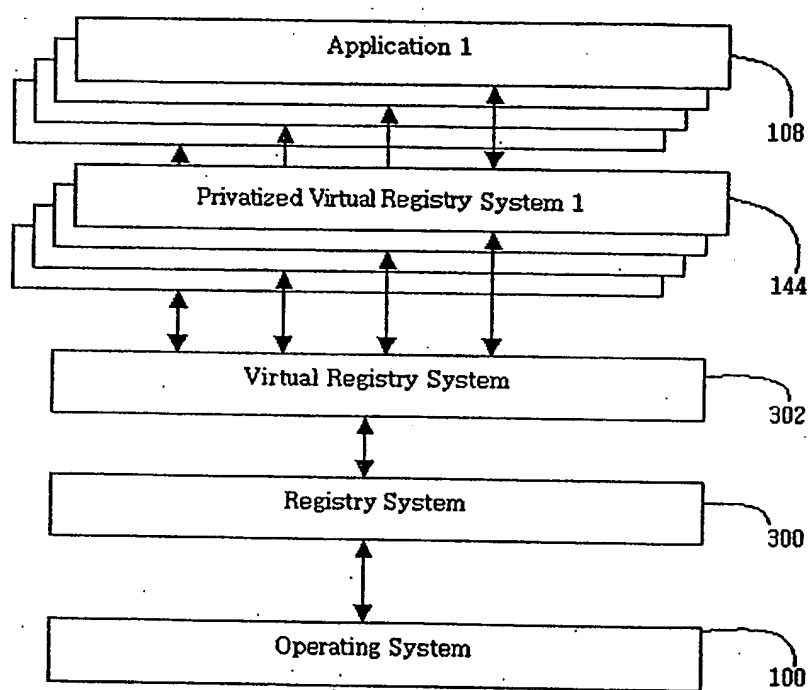 Application 1
108
Privatized Virtual Registry System 1
144
Virtual Registry System
302
Registry System
300
Operating System
100